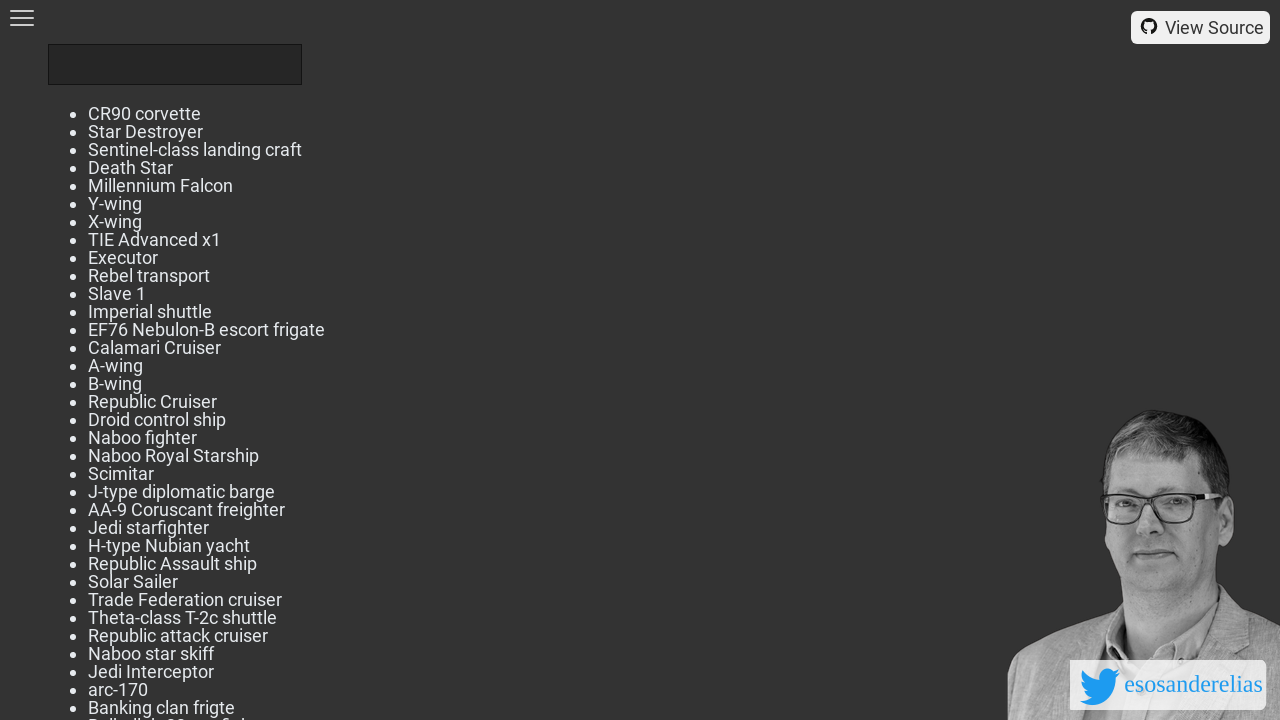 View Source
CR90 corvette
Star Destroyer
Sentinel-class landing craft
Death Star
Millennium Falcon
Y-wing
X-wing
TIE Advanced x1
Executor
Rebel transport
Slave 1
Imperial shuttle
EF76 Nebulon-B escort frigate
Calamari Cruiser
A-wing
B-wing
Republic Cruiser
Droid control ship
Naboo fighter
Naboo Royal Starship
Scimitar
J-type diplomatic barge
AA-9 Coruscant freighter
Jedi starfighter
H-type Nubian yacht
Republic Assault ship
Solar Sailer
Trade Federation cruiser
Theta-class T-2c shuttle
Republic attack cruiser
Naboo star skiff
Jedi Interceptor
arc-170
Banking clan frigte
esosanderelias